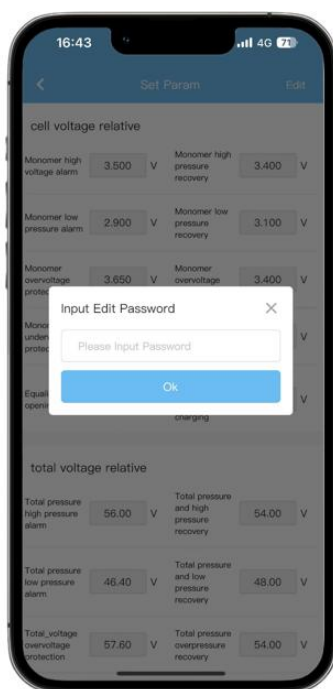 16:43
4G 71
Set Param
Edit
cell voltage relative
Monomer high
voltage alarm
3.500 V
Monomer high
pressure
recovery
3.400 V
Monomer low
pressure alarm
2.900 V
Monomer low
pressure
recovery
3.100 V
Monomer
overvoltage
3.650 V
Monomer
overvoltage
3.400 V
Input Edit Password
Please Input Password
Ok
V
V
charging
total voltage relative
Total pressure
high pressure
alarm
56.00 V
Total pressure
and high
pressure
recovery
54.00 V
Total pressure
low pressure
alarm
46.40 V
Total pressure
and low
pressure
recovery
48.00 V
Total_voltage
overvoltage
protection
57.60 V
Total pressure
overpressure
recovery
54.00 V